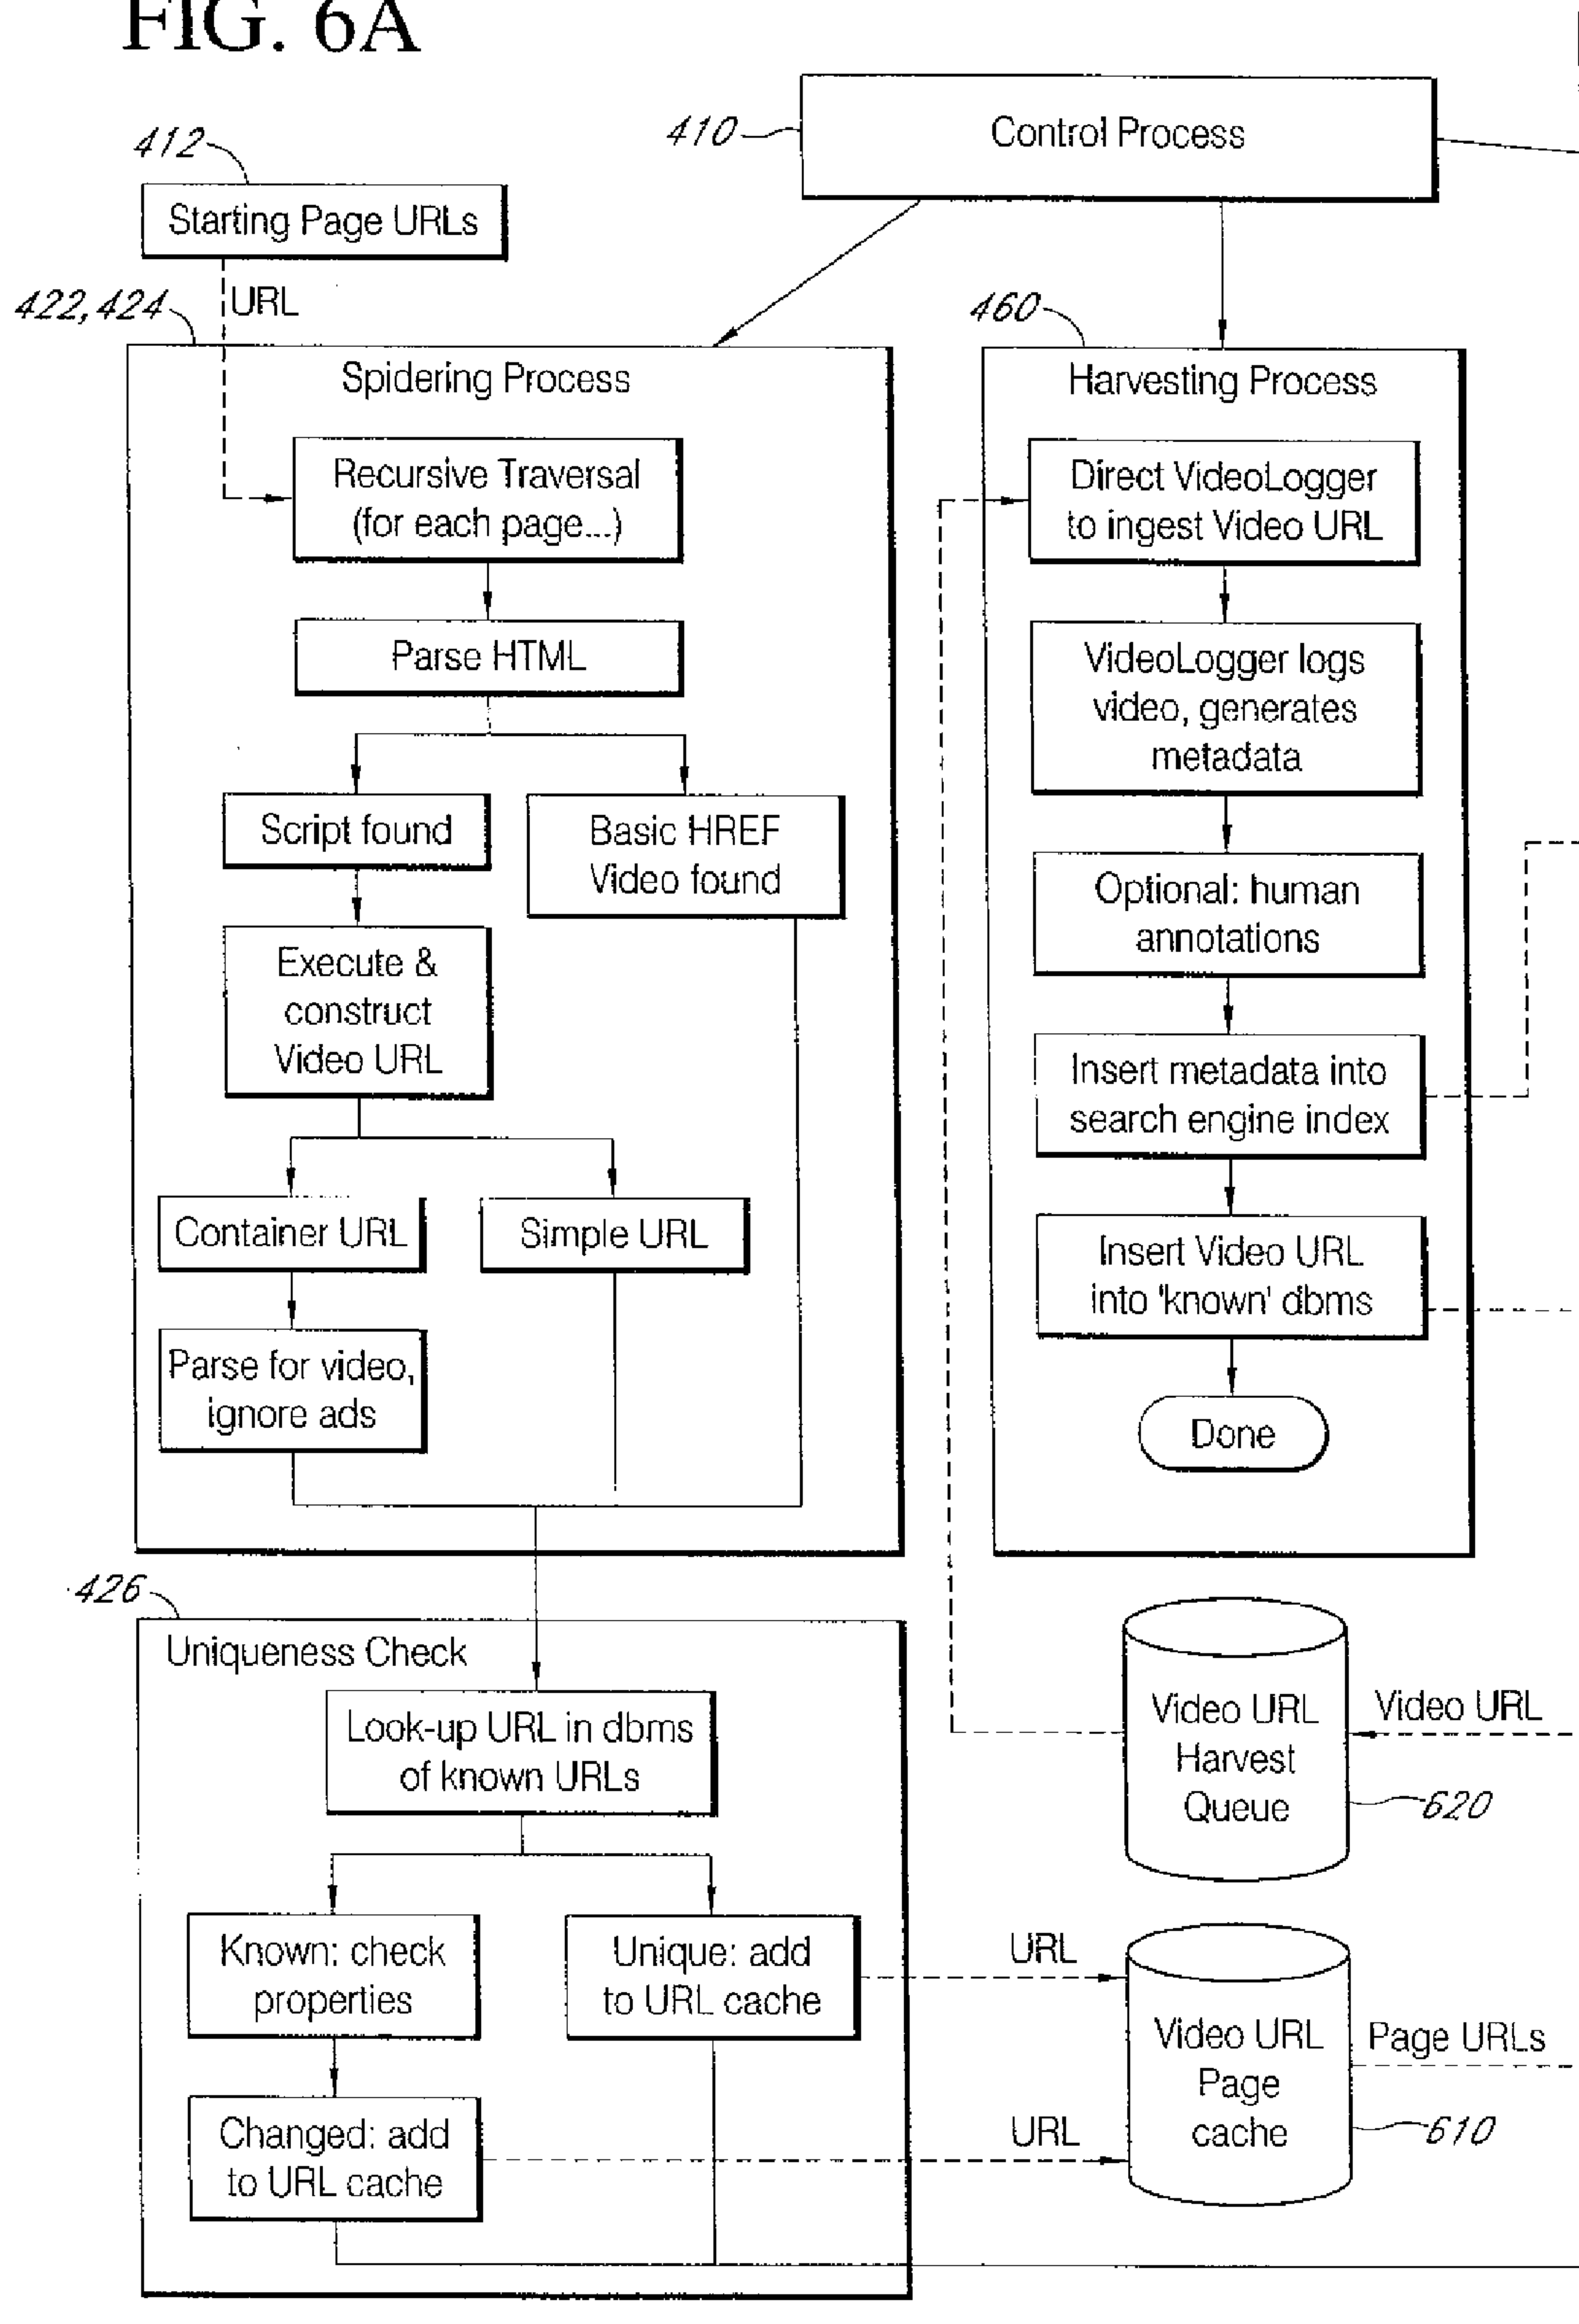 FIG. 6A
410
Control Process
412
Starting Page URLs
URL
422,424
Spidering Process
Recursive Traversal
(for each page...)
Parse HTML
Script found
Basic HREF
Video found
Execute &
construct
Video URL
Container URL
Simple URL
Parse for video,
ignore ads
460
Harvesting Process
Direct VideoLogger
to ingest Video URL
VideoLogger logs
video, generates
metadata
Optional: human
annotations
Insert metadata into
search engine index
Insert Video URL
into 'known' dbms
Done
426
Uniqueness Check
Look-up URL in dbms
of known URLs
Known: check
properties
Unique: add
to URL cache
Changed: add
to URL cache
Video URL
Harvest
Queue
Video URL
620
URL
Video URL
Page
cache
Page URLs
URL
610